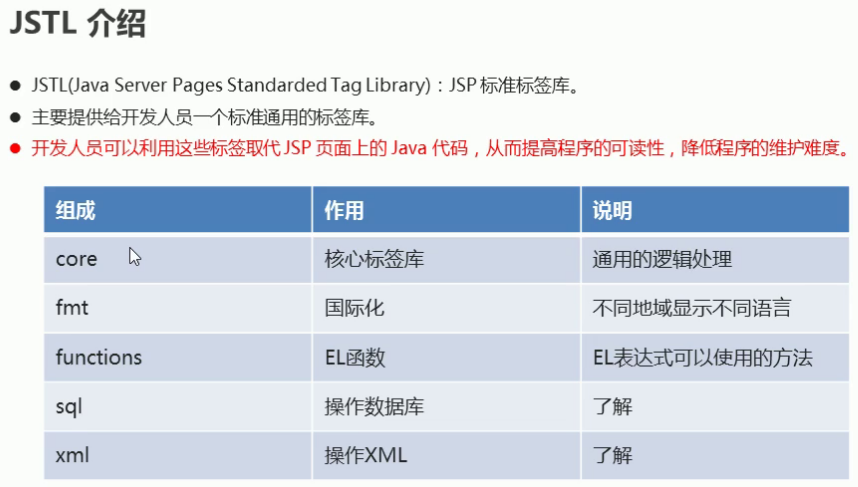 JSTL 介绍
JSTL(Java Server Pages Standarded Tag Library)：JSP 标准标签库。
主要提供给开发人员一个标准通用的标签库。
开发人员可以利用这些标签取代 JSP 页面上的 Java 代码，从而提高程序的可读性，降低程序的维护难度。
组成 作用 说明
core 核心标签库 通用的逻辑处理
fmt 国际化 不同地域显示不同语言
functions EL函数 EL表达式可以使用的方法
sql 操作数据库 了解
xml 操作XML 了解